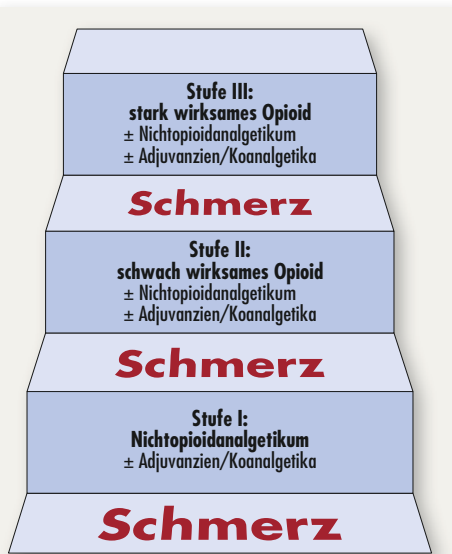 Stufe III:
stark wirksames Opioid
± Nichtopioidanalgetikum
± Adjuvanzien/Koanalgetika
Schmerz
Stufe II:
schwach wirksames Opioid
± Nichtopioidanalgetikum
± Adjuvanzien/Koanalgetika
Schmerz
Stufe I:
Nichtopioidanalgetikum
± Adjuvanzien/Koanalgetika
Schmerz